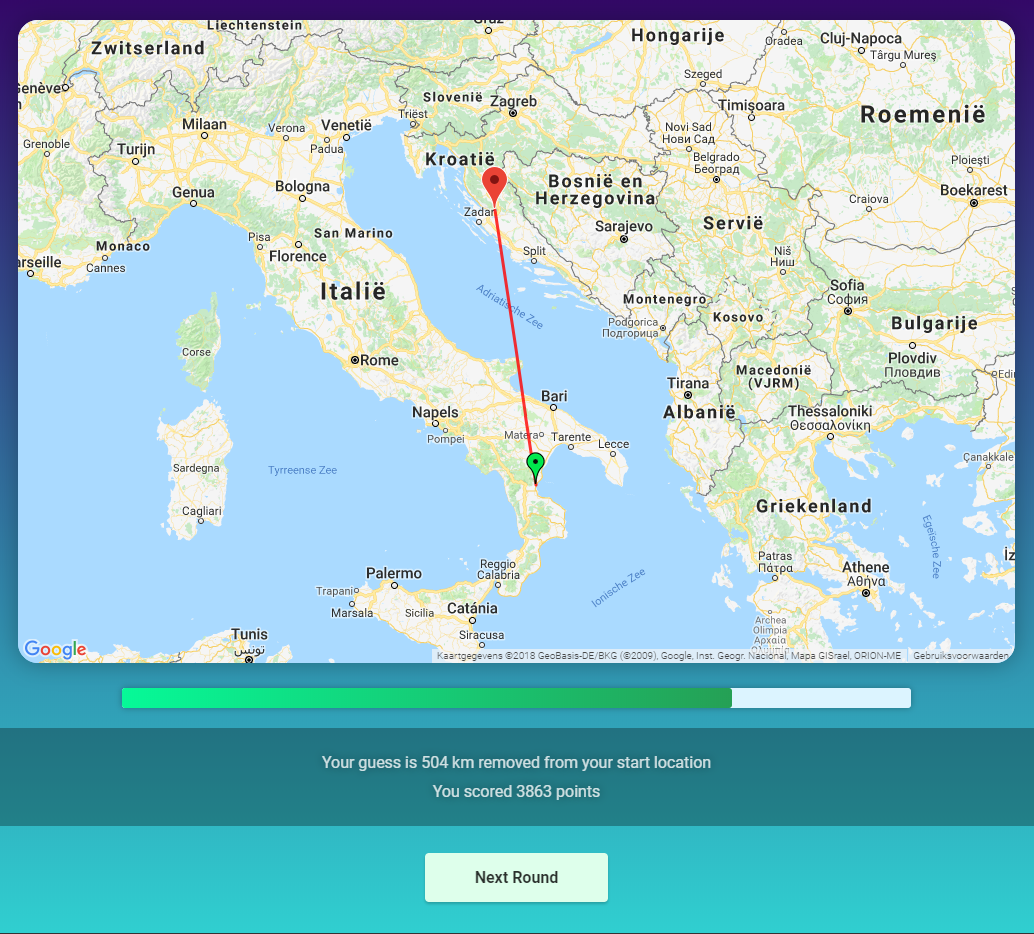 Liechtenstein
Graz
Zwitserland
Hongarije
Oradea
Cluj-Napoca
Târgu Mureș
Genève
Szeged
Slovenië
Zagreb
Timișoara
Roemenië
Milaan
Verona
Venetië
Triëst
Novi Sad
Нови Сад
Grenoble
Turijn
Padua
Kroatië
Belgrado
Београд
Ploiești
Genua
Bologna
Bosnië en
Herzegovina
Boekarest
Craiova
Zadar
Monaco
Pisa
San Marino
Sarajevo
Servië
Cannes
Florence
Split
Niš
Ниш
Italië
Adriatische Zee
Montenegro
Kosovo
Sofia
София
Podgorica
Подгорица
Bulgarije
Corse
Rome
Plovdiv
Пловдив
Macedonië
(VJRM)
Tirana
Bari
Napels
Albanië
Thessaloniki
Θεσσαλονίκη
Pompei
Matera
Tarente
Lecce
Çanakkale
Sardegna
Tyrreense Zee
Griekenland
Cagliari
Egeïsche Zee
Patras
Πάτρα
Athene
Αθήνα
Reggio
Calabria
Palermo
Ionische Zee
Trapani
Marsala
Sicilia
Catánia
Siracusa
Archea
Olimpia
Αρχαία
Ολυμπία
Tunis
تونس
Google
Kaartgegevens ©2018 GeoBasis-DE/BKG (©2009), Google, Inst. Geogr. Nacional, Mapa GISrael, ORION-ME
Gebruiksvoorwaarden
Your guess is 504 km removed from your start location
You scored 3863 points
Next Round